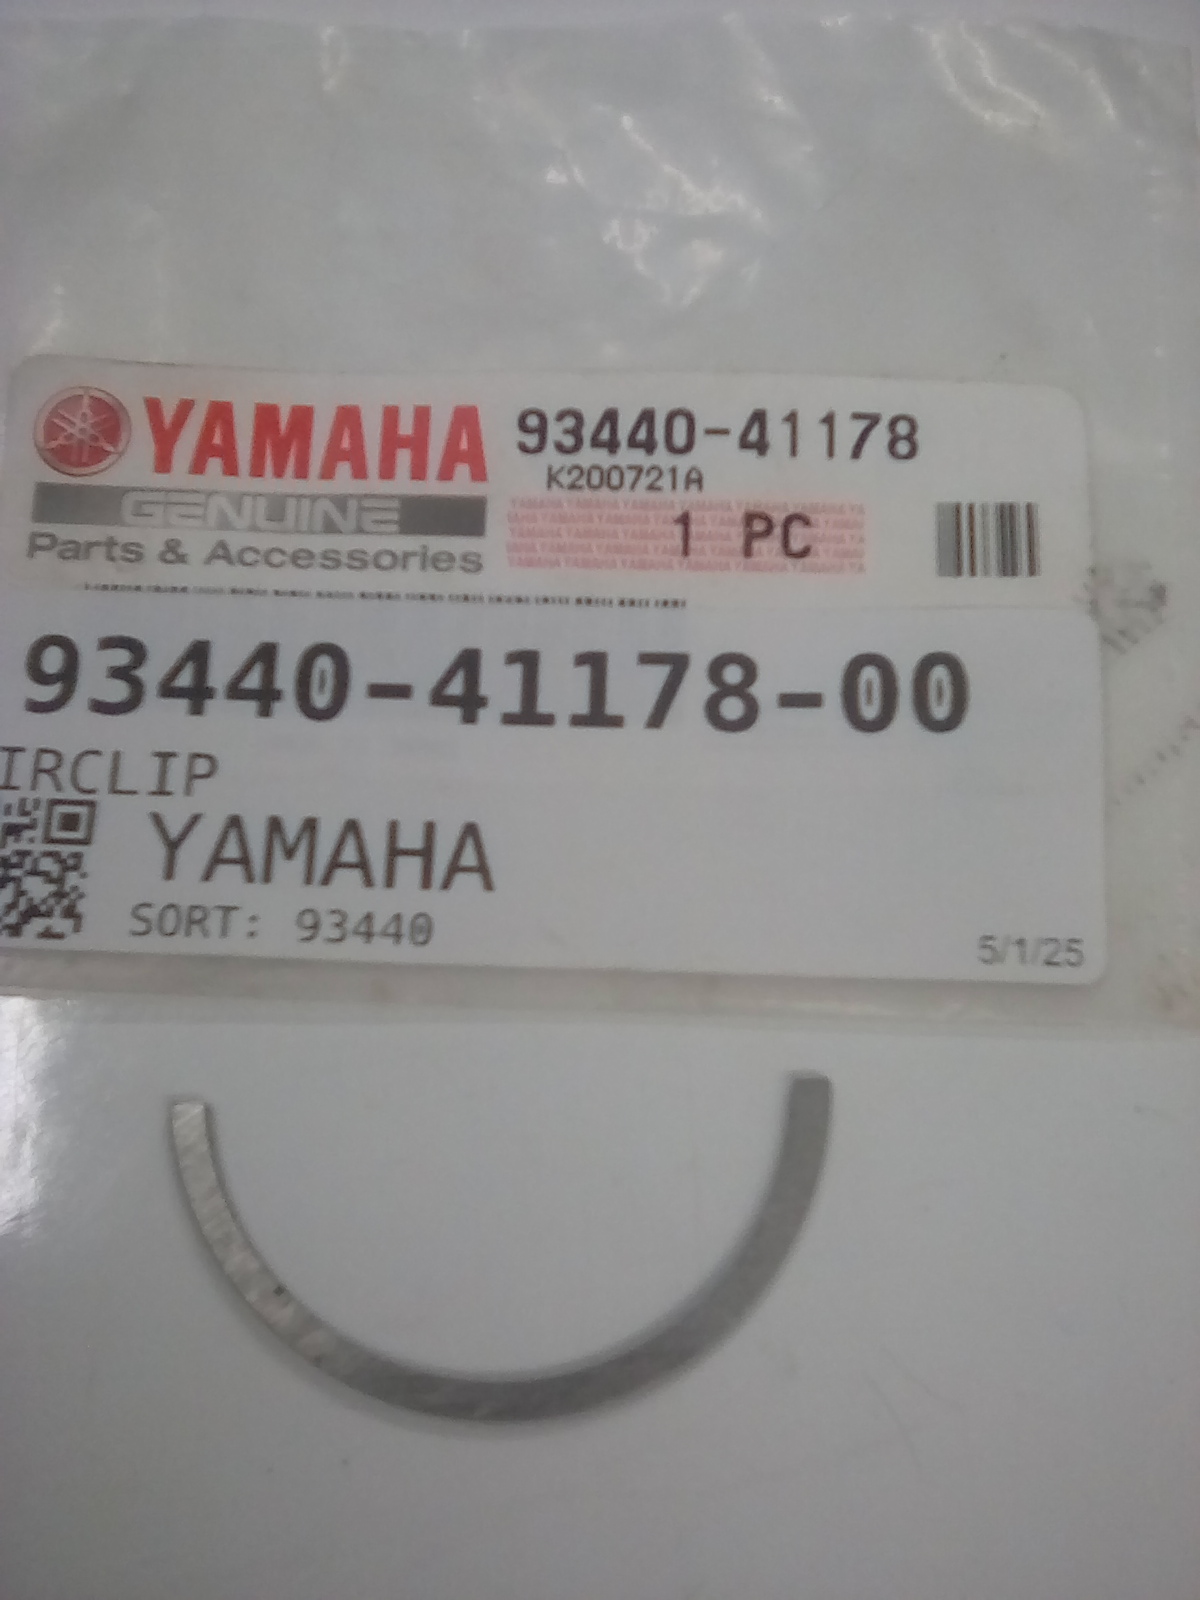 YAMAHA 93440-41178
K200721A
GENUINE
1 PC
Parts & Accessories
93440-41178-00
IRCLIP
YAMAHA
SORT: 93440
5/1/25